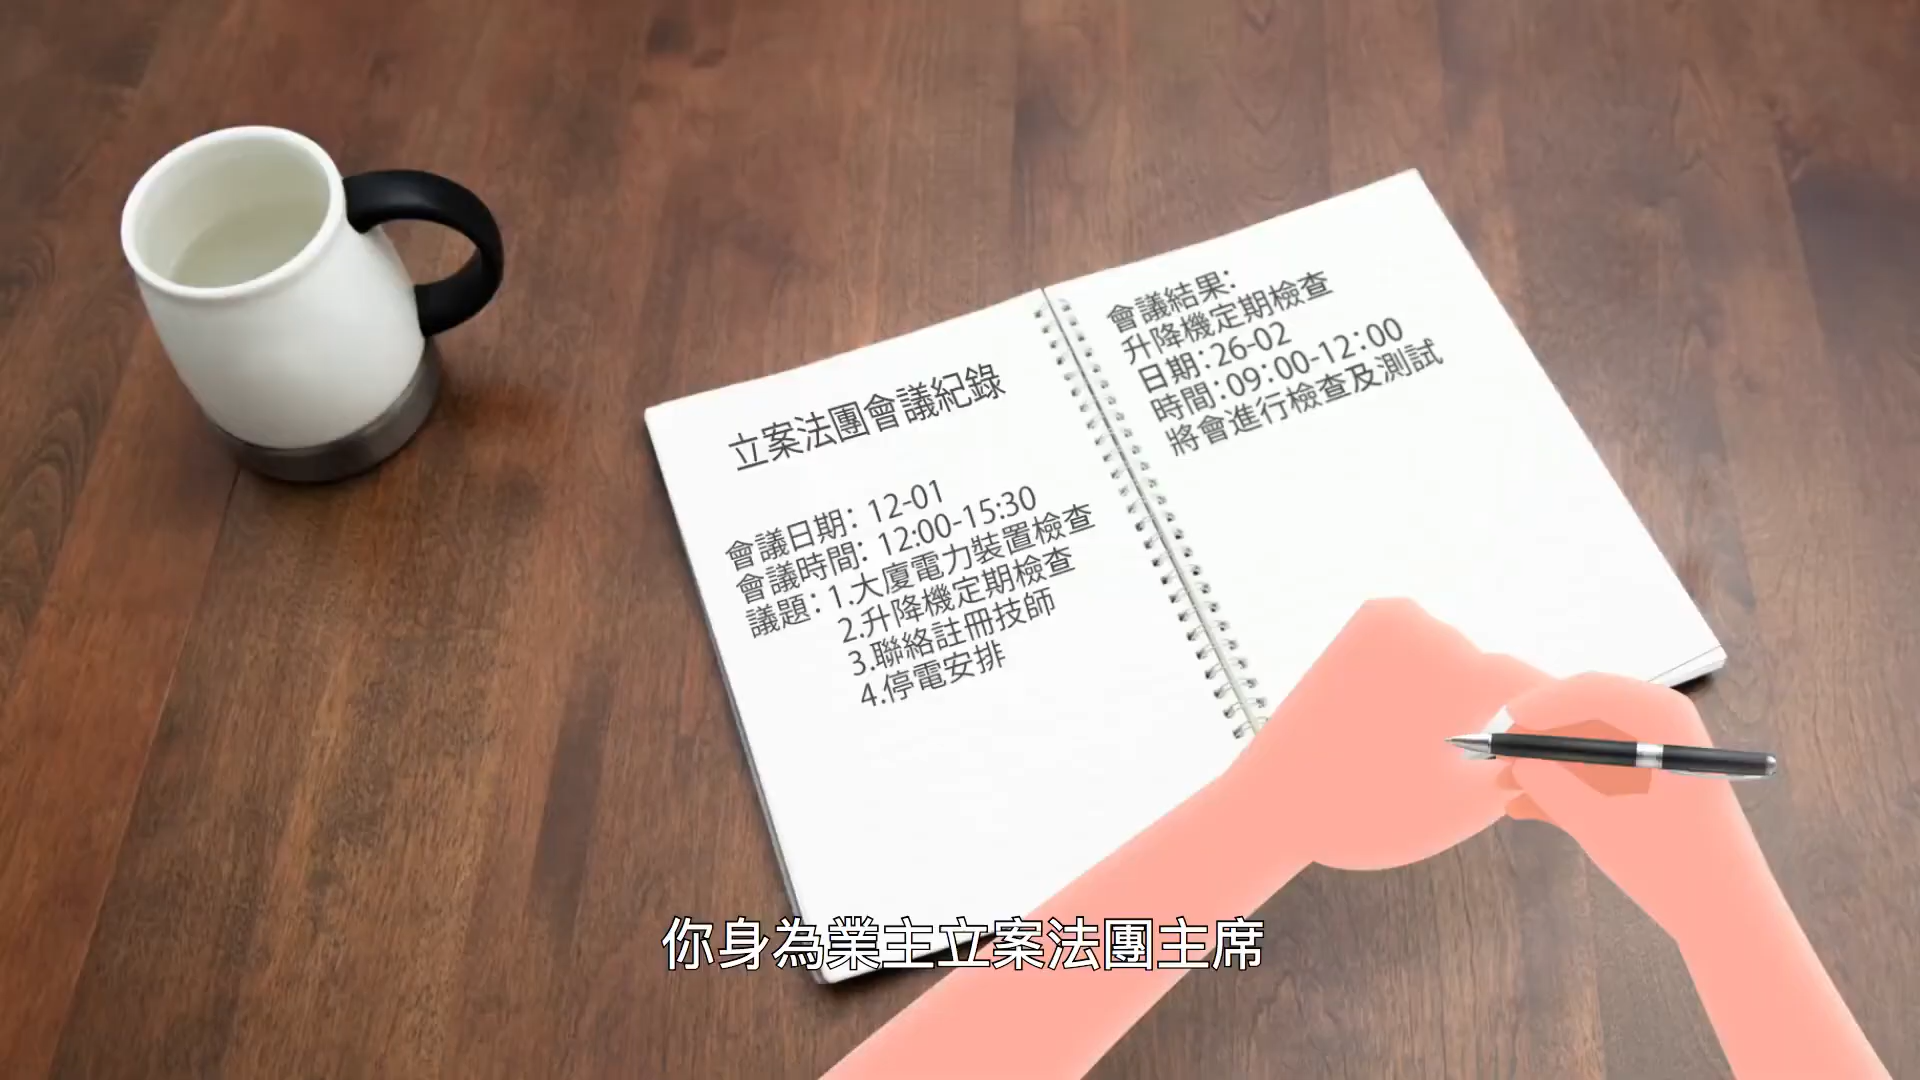 立案法團會議紀錄
會議日期：12-01
會議時間：12:00-15:30
議題：1.大廈電力裝置檢查
2.升降機定期檢查
3.聯絡註冊技師
4.停電安排
會議結果：
升降機定期檢查
日期：26-02
時間：09：00-12：00
將會進行檢查及測試
你身為業主立案法團主席